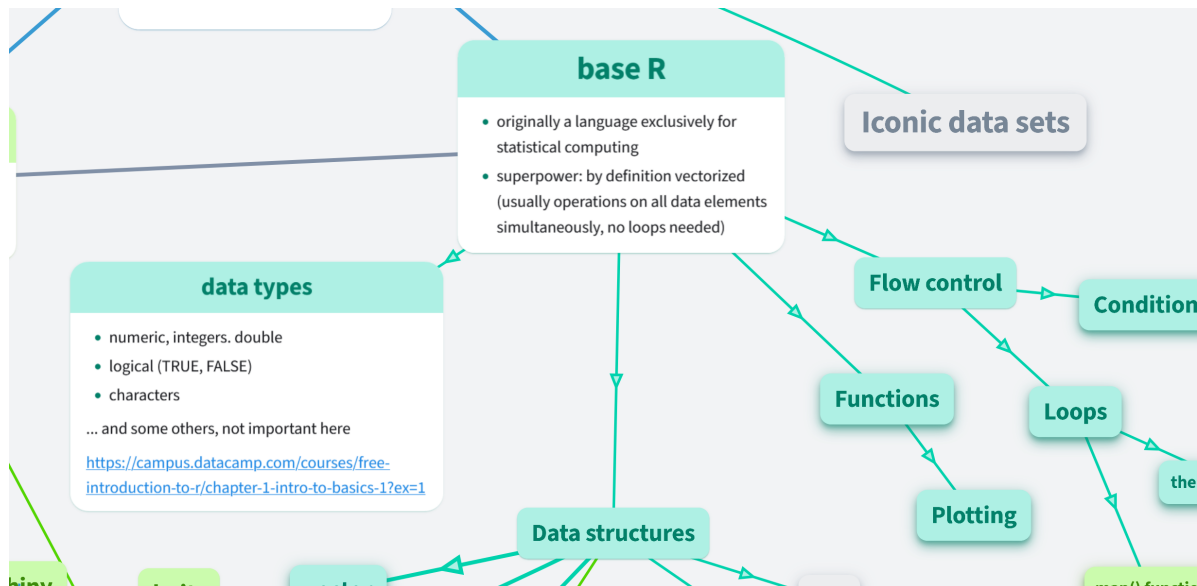 base R
originally a language exclusively for
statistical computing
superpower: by definition vectorized
(usually operations on all data elements
simultaneously, no loops needed)
Iconic data sets
data types
numeric, integers. double
logical (TRUE, FALSE)
characters
... and some others, not important here
https://campus.datacamp.com/courses/free-
introduction-to-r/chapter-1-intro-to-basics-1?ex=1
Flow control
Condition
Functions
Loops
the
Plotting
Data structures